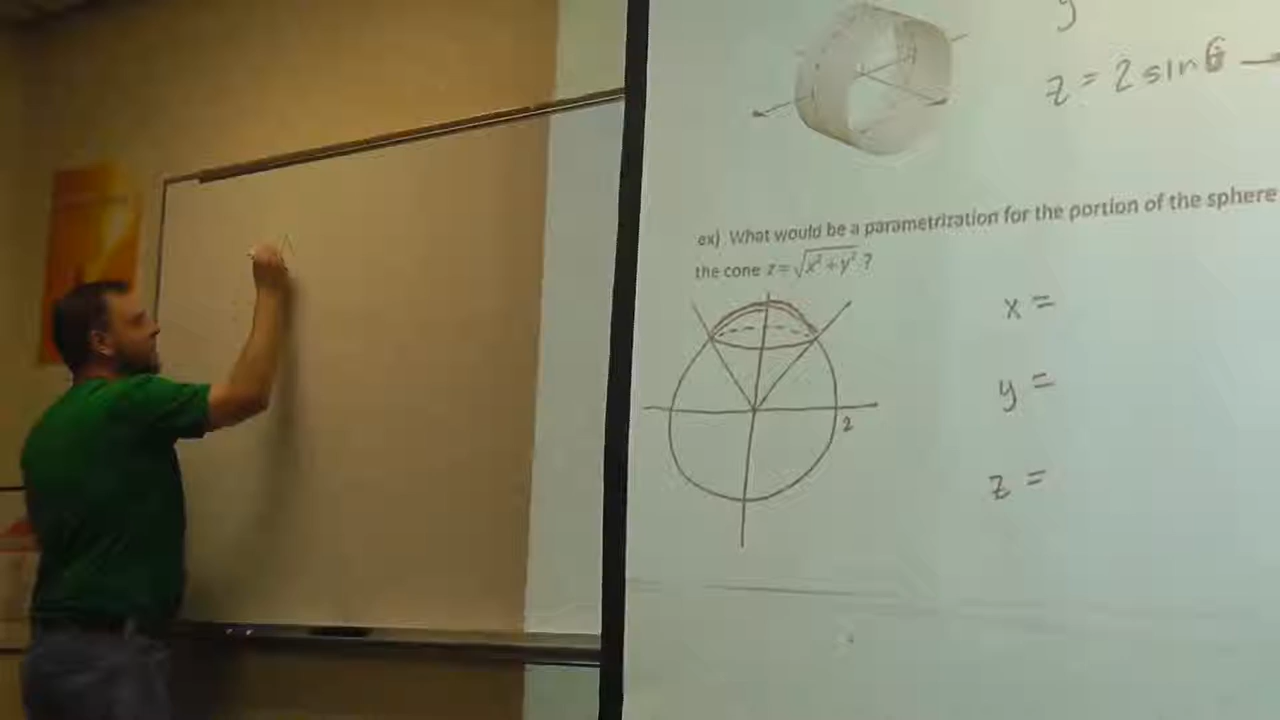 y
z = 2 sin θ
ex) What would be a parametrization for the portion of the sphere
the cone z = √x² + y² ?
x =
y =
2
z =